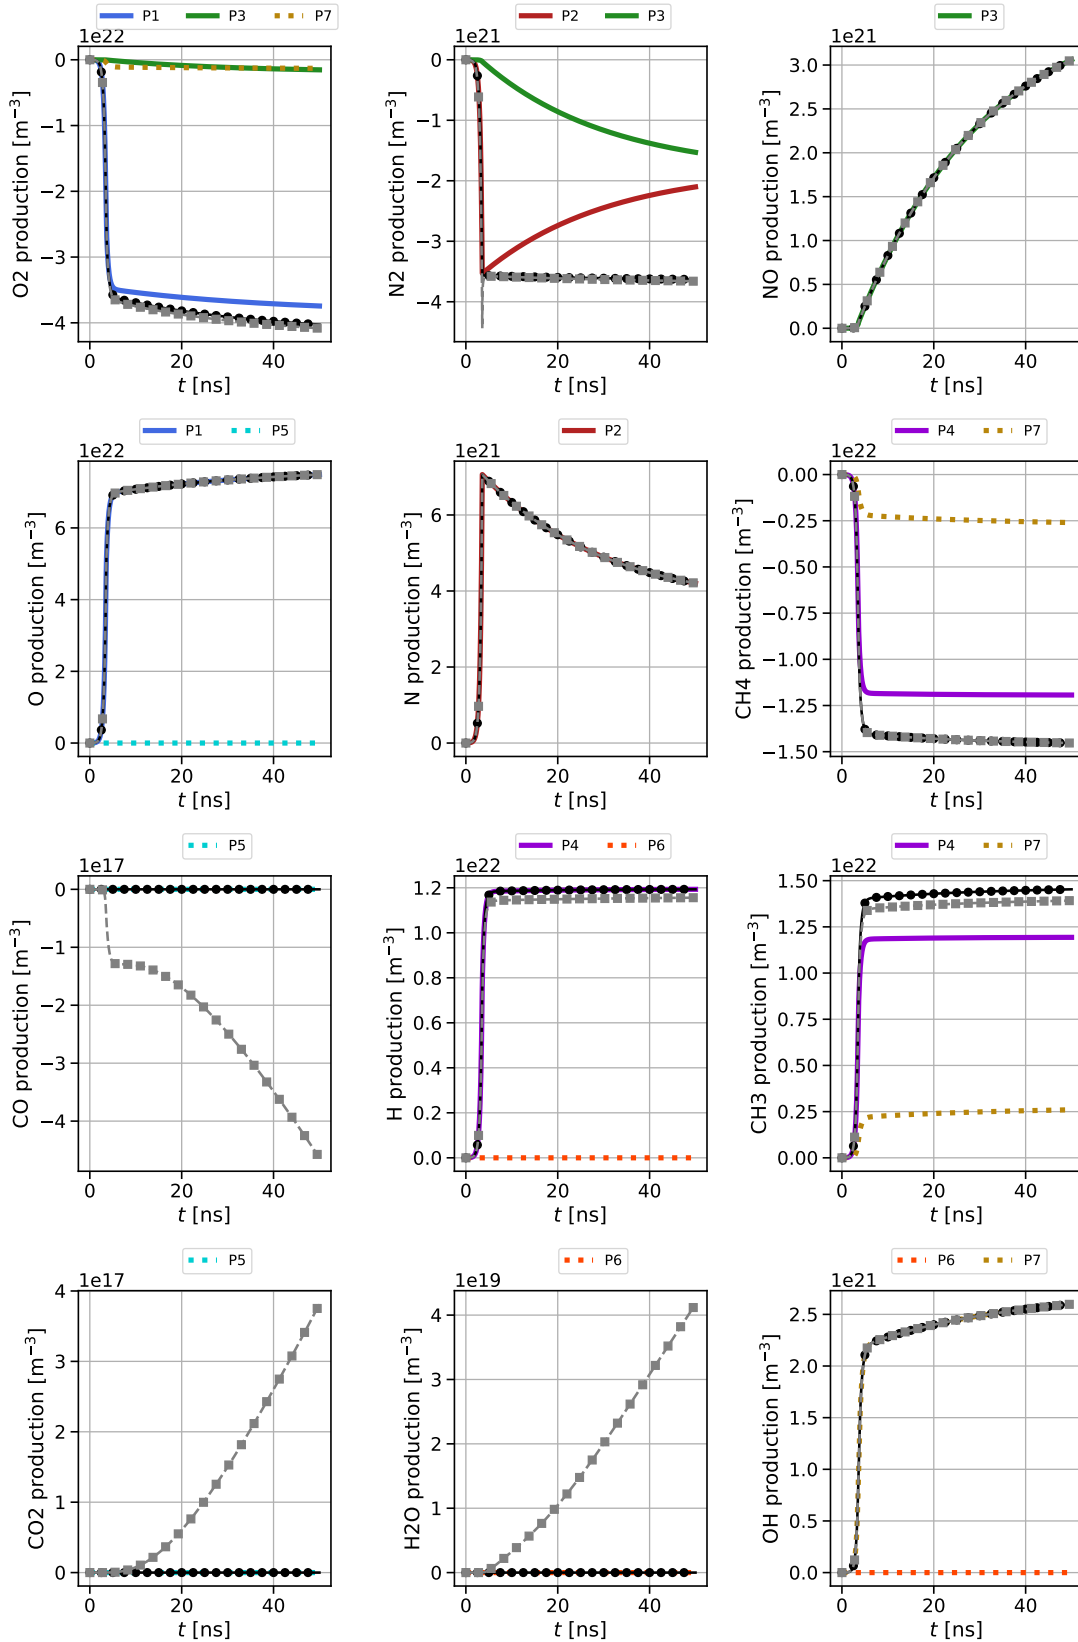 P1 P3 P7
1e22
O2 production [m⁻³]
0
−1
−2
−3
−4
0 20 40
t [ns]
P2 P3
1e21
N2 production [m⁻³]
0
−1
−2
−3
−4
0 20 40
t [ns]
P3
1e21
NO production [m⁻³]
3.0
2.5
2.0
1.5
1.0
0.5
0.0
0 20 40
t [ns]
P1 P5
1e22
O production [m⁻³]
6
4
2
0
0 20 40
t [ns]
P2
1e21
N production [m⁻³]
6
4
2
0
0 20 40
t [ns]
P4 P7
1e22
CH4 production [m⁻³]
0.00
−0.25
−0.50
−0.75
−1.00
−1.25
−1.50
0 20 40
t [ns]
P5
1e17
CO production [m⁻³]
0
−1
−2
−3
−4
0 20 40
t [ns]
P4 P6
1e22
H production [m⁻³]
1.2
1.0
0.8
0.6
0.4
0.2
0.0
0 20 40
t [ns]
P4 P7
1e22
CH3 production [m⁻³]
1.50
1.25
1.00
0.75
0.50
0.25
0.00
0 20 40
t [ns]
P5
1e17
CO2 production [m⁻³]
4
3
2
1
0
0 20 40
t [ns]
P6
1e19
H2O production [m⁻³]
4
3
2
1
0
0 20 40
t [ns]
P6 P7
1e21
OH production [m⁻³]
2.5
2.0
1.5
1.0
0.5
0.0
0 20 40
t [ns]